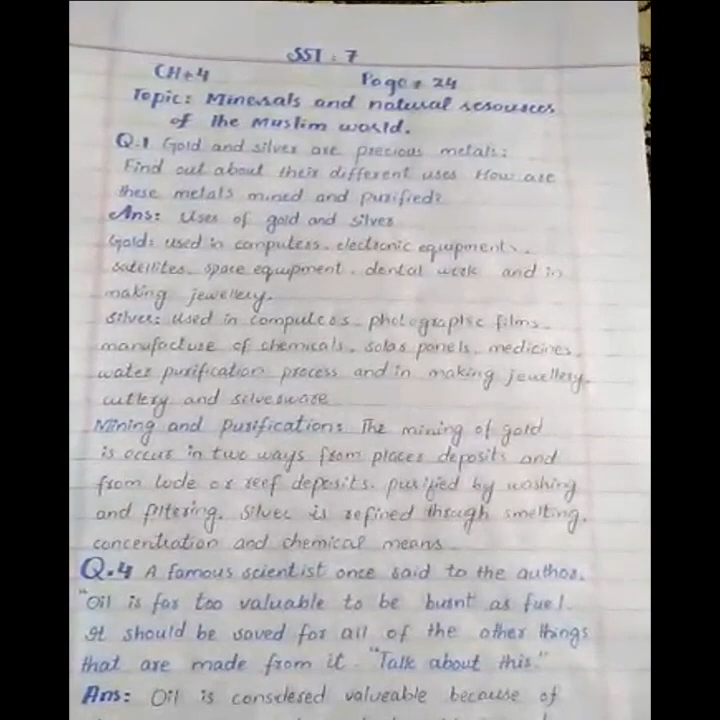 SST: 7
CH # 4 Page # 24
Topic: Minerals and natural resources
of the Muslim world.
Q.1 Gold and silver are precious metals:
Find out about their different uses How are
these metals mined and purified?
Ans: Uses of gold and silver
Gold: used in computers, electronic equipments,
satellites, space equipment, dental work and in
making jewellery.
Silver: used in computers, photographic films,
manufacture of chemicals, solar panels, medicines,
water purification process and in making jewellery,
cutlery and silverware
Mining and Purification: The mining of gold
is occur in two ways from placer deposits and
from lode or reef deposits. purified by washing
and filtering. Silver is refined through smelting,
concentration and chemical means.
Q.4 A famous scientist once said to the author.
"Oil is far too valuable to be burnt as fuel.
It should be saved for all of the other things
that are made from it. "Talk about this."
Ans: Oil is considered valueable because of